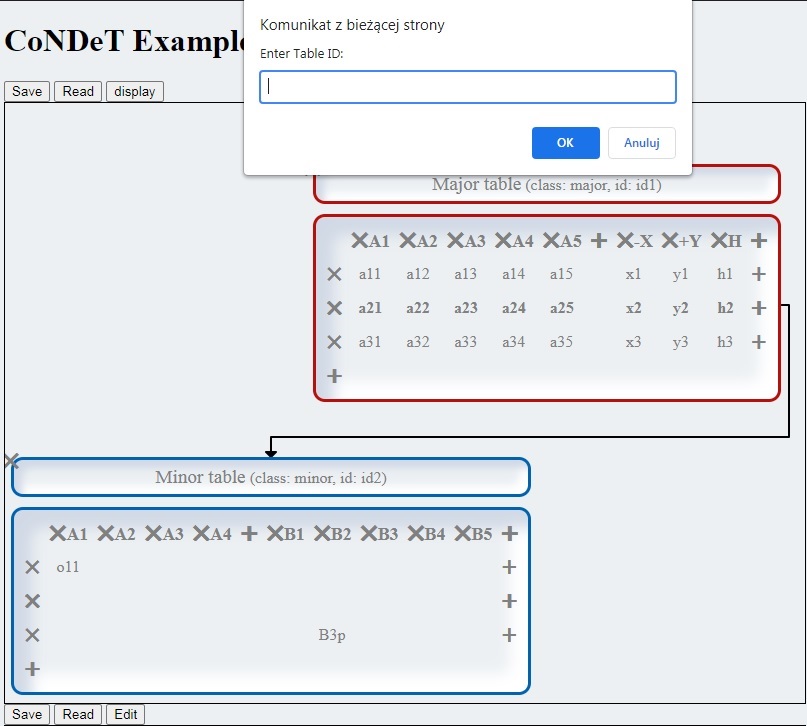 Komunikat z bieżącej strony
Enter Table ID:
OK Anuluj
CoNDeT Example
Save Read display
Major table (class: major, id: id1)
A1 A2 A3 A4 A5 + -X +Y H +
a11 a12 a13 a14 a15 x1 y1 h1 +
a21 a22 a23 a24 a25 x2 y2 h2 +
a31 a32 a33 a34 a35 x3 y3 h3 +
+
Minor table (class: minor, id: id2)
A1 A2 A3 A4 + B1 B2 B3 B4 B5 +
o11 +
+
B3p +
+
Save Read Edit